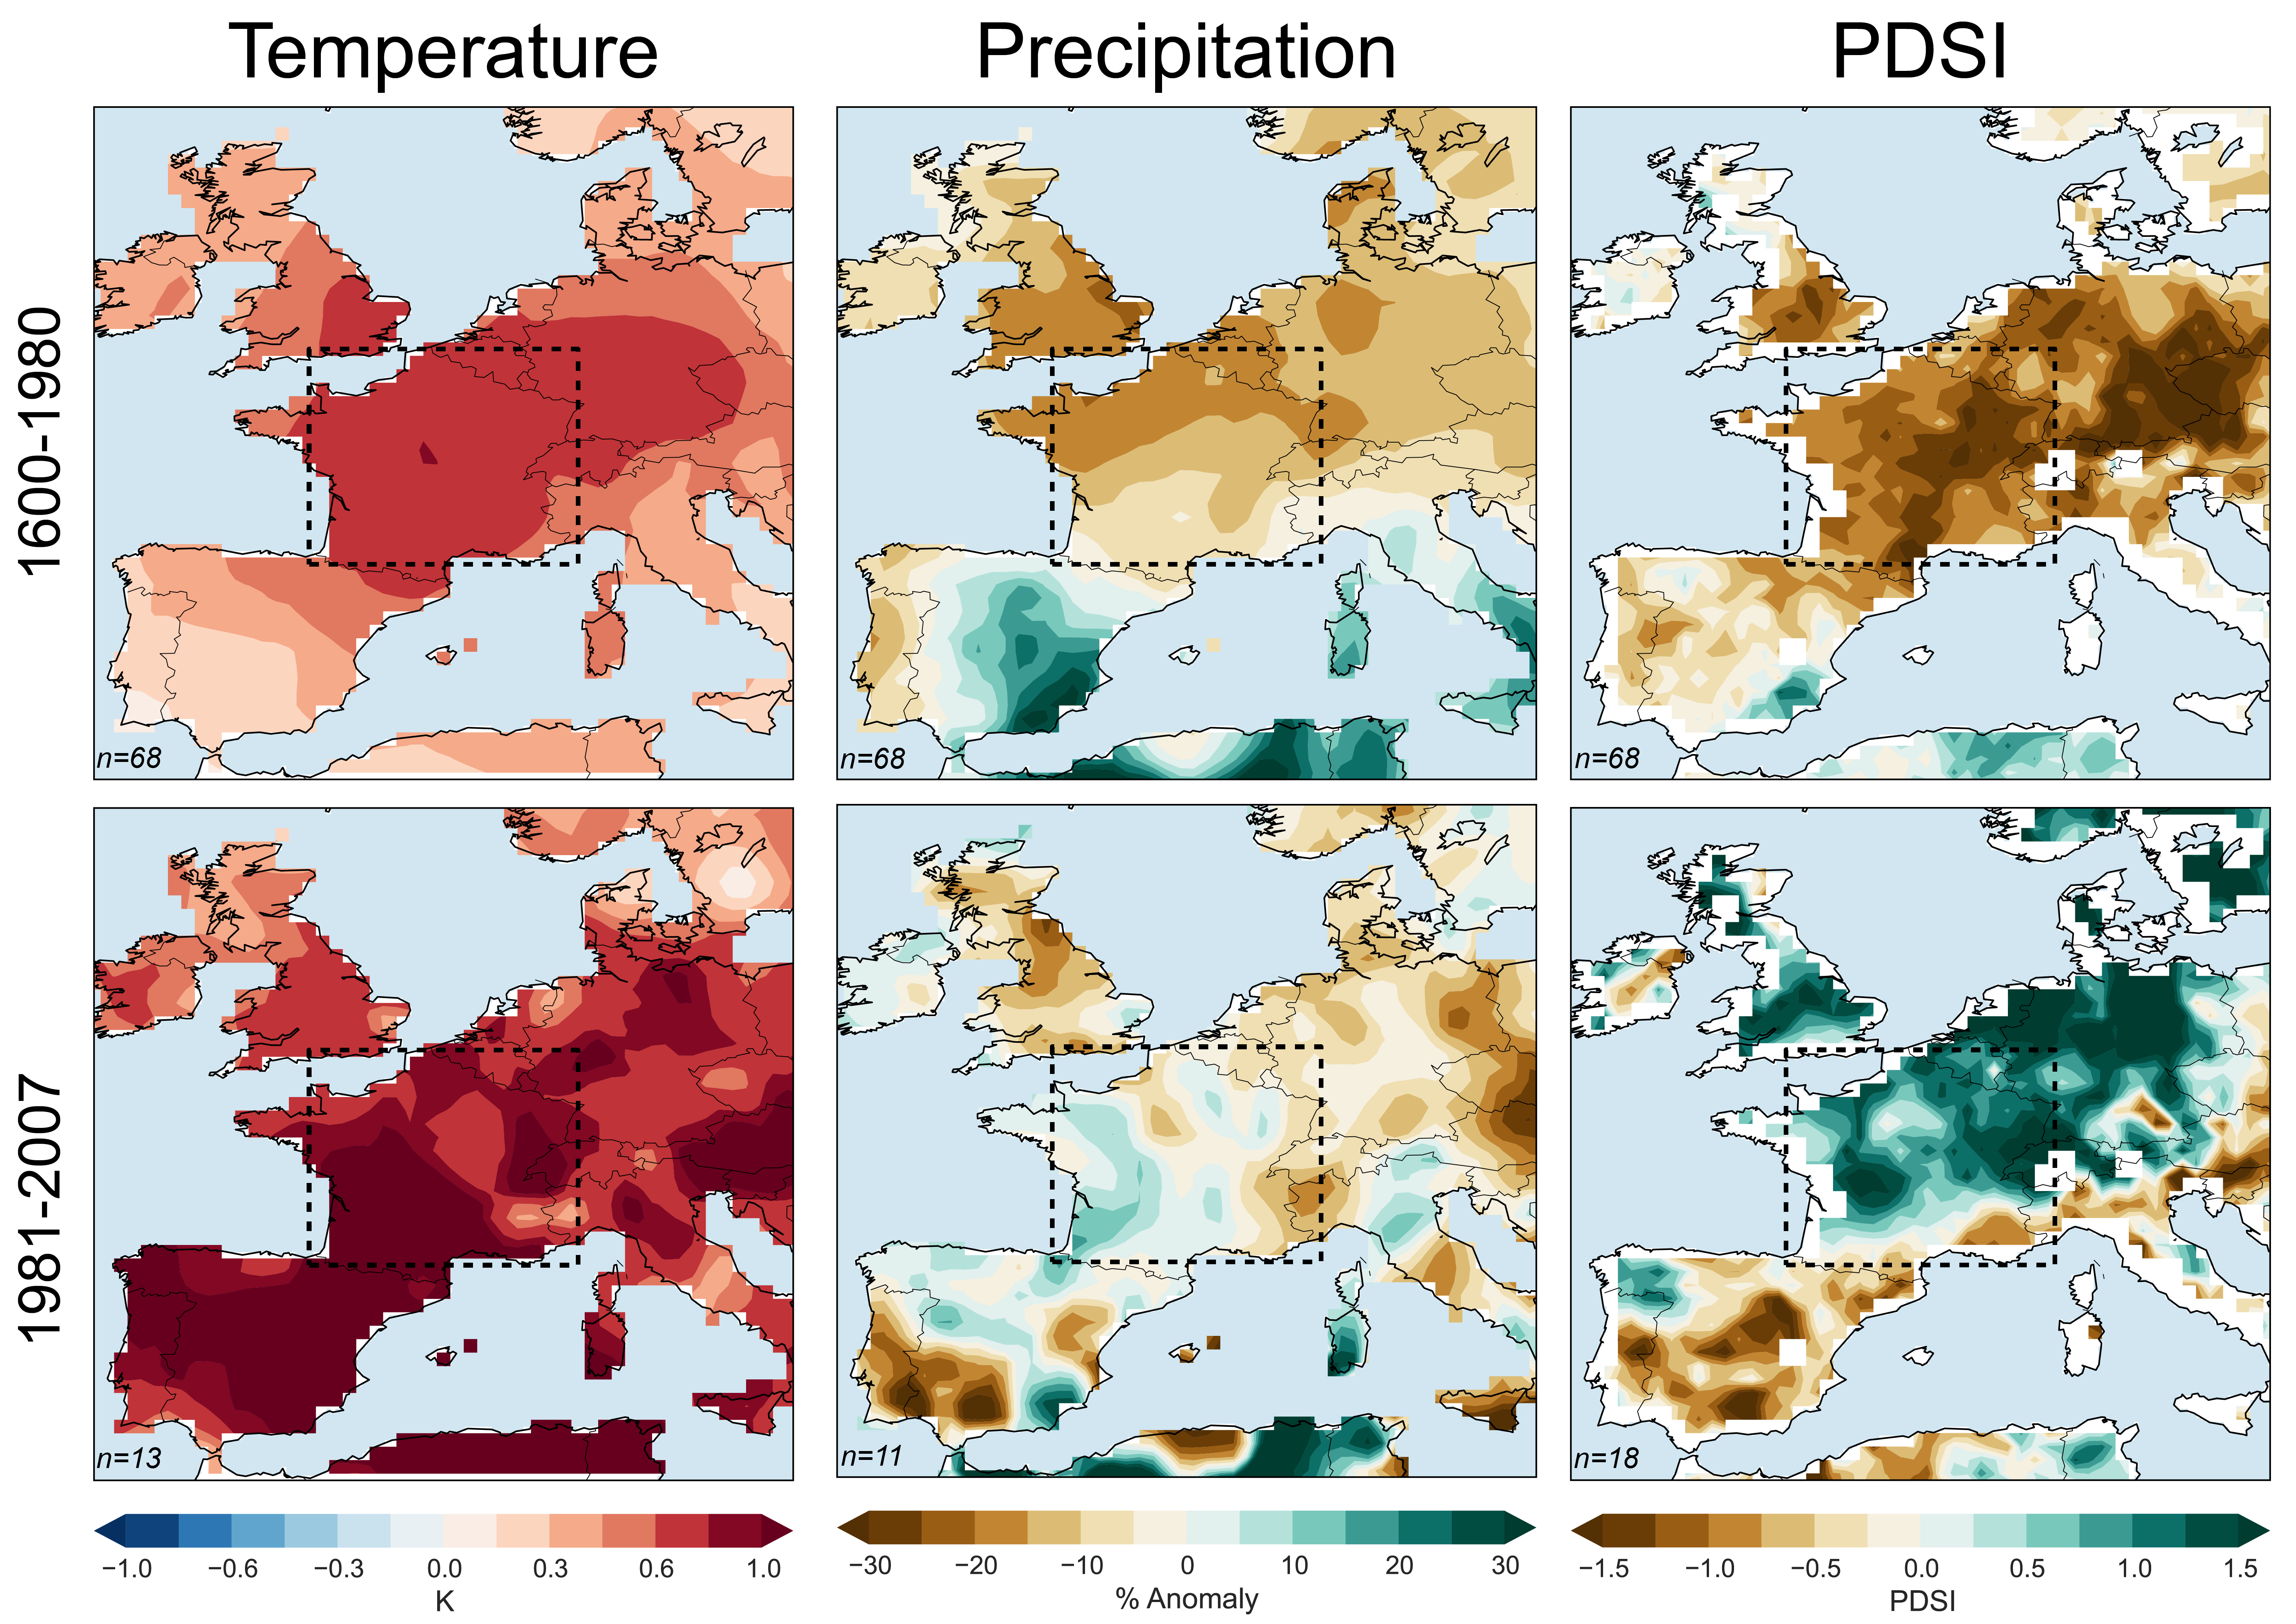 Temperature Precipitation PDSI
1600-1980
n=68 n=68 n=68
1981-2007
n=13 n=11 n=18
−1.0 −0.6 −0.3 0.0 0.3 0.6 1.0
K
−30 −20 −10 0 10 20 30
% Anomaly
−1.5 −1.0 −0.5 0.0 0.5 1.0 1.5
PDSI